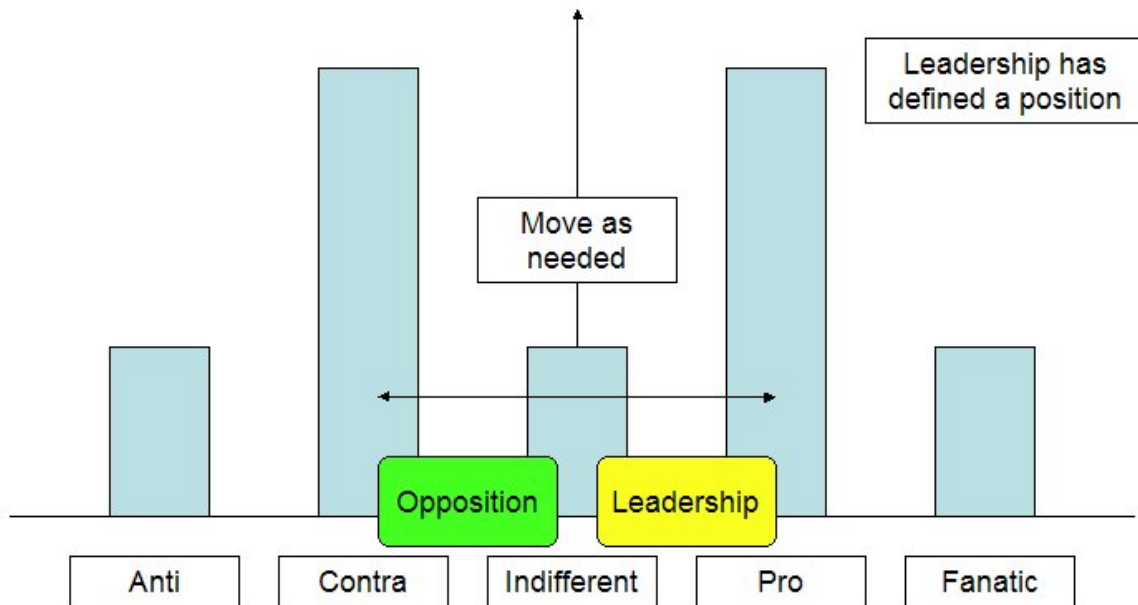 Leadership has
defined a position
Move as
needed
Opposition
Leadership
Anti
Contra
Indifferent
Pro
Fanatic